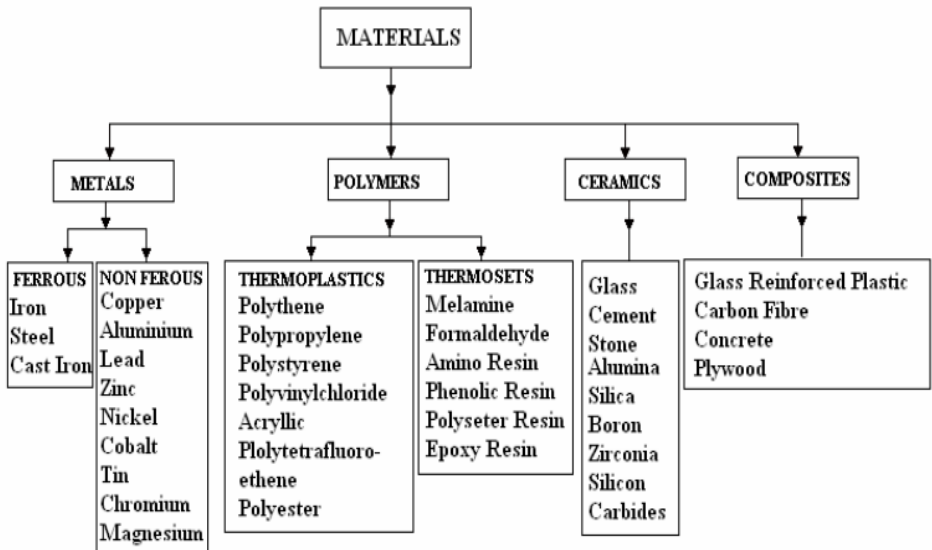 MATERIALS
METALS
POLYMERS
CERAMICS
COMPOSITES
FERROUS
Iron
Steel
Cast Iron
NON FEROUS
Copper
Aluminium
Lead
Zinc
Nickel
Cobalt
Tin
Chromium
Magnesium
THERMOPLASTICS
Polythene
Polypropylene
Polystyrene
Polyvinylchloride
Acryllic
Plolytetrafluoro-
ethene
Polyester
THERMOSETS
Melamine
Formaldehyde
Amino Resin
Phenolic Resin
Polyseter Resin
Epoxy Resin
Glass
Cement
Stone
Alumina
Silica
Boron
Zirconia
Silicon
Carbides
Glass Reinforced Plastic
Carbon Fibre
Concrete
Plywood